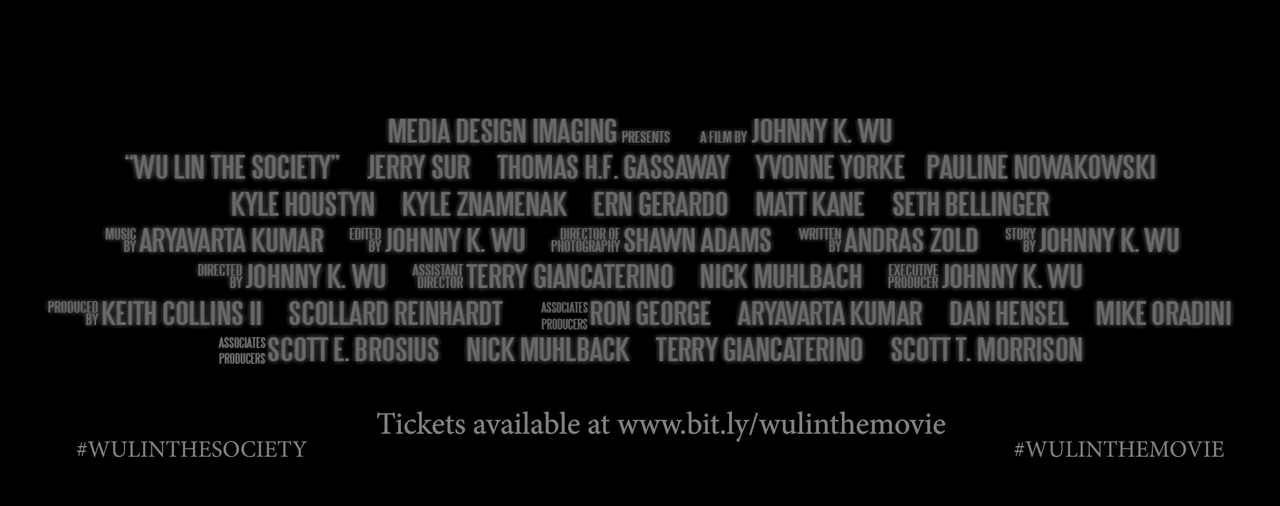 MEDIA DESIGN IMAGING PRESENTS A FILM BY JOHNNY K. WU
“WU LIN THE SOCIETY” JERRY SUR THOMAS H.F. GASSAWAY YVONNE YORKE PAULINE NOWAKOWSKI
KYLE HOUSTYN KYLE ZNAMENAK ERN GERARDO MATT KANE SETH BELLINGER
MUSIC BY ARYAVARTA KUMAR EDITED BY JOHNNY K. WU DIRECTOR OF PHOTOGRAPHY SHAWN ADAMS WRITTEN BY ANDRAS ZOLD STORY BY JOHNNY K. WU
DIRECTED BY JOHNNY K. WU ASSISTANT DIRECTOR TERRY GIANCATERINO NICK MUHLBACH EXECUTIVE PRODUCER JOHNNY K. WU
PRODUCED BY KEITH COLLINS II SCOLLARD REINHARDT ASSOCIATES PRODUCERS RON GEORGE ARYAVARTA KUMAR DAN HENSEL MIKE ORADINI
ASSOCIATES PRODUCERS SCOTT E. BROSIUS NICK MUHLBACK TERRY GIANCATERINO SCOTT T. MORRISON
Tickets available at www.bit.ly/wulinthemovie
#WULINTHESOCIETY #WULINTHEMOVIE